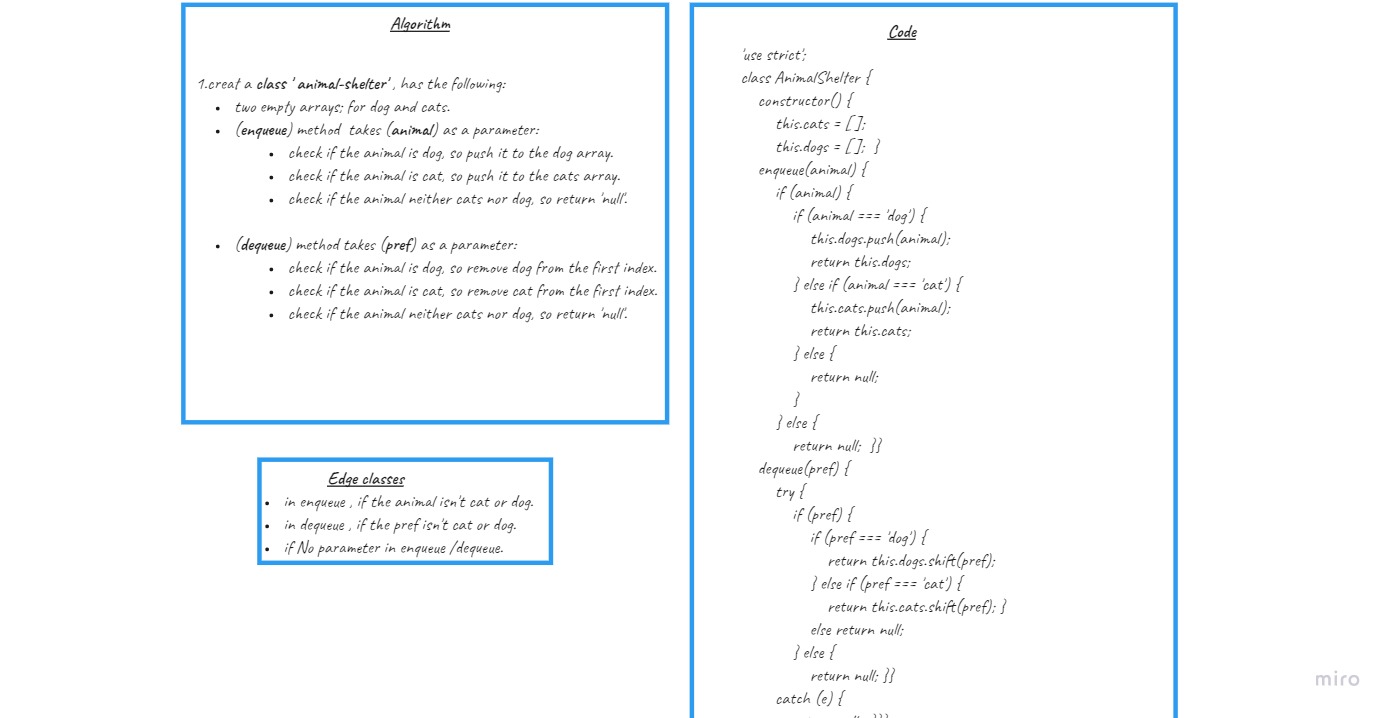 Algorithm
1.creat a class ' animal-shelter' , has the following:
• two empty arrays; for dog and cats.
• (enqueue) method takes (animal) as a parameter:
• check if the animal is dog, so push it to the dog array.
• check if the animal is cat, so push it to the cats array.
• check if the animal neither cats nor dog, so return 'null'.
• (dequeue) method takes (pref) as a parameter:
• check if the animal is dog, so remove dog from the first index.
• check if the animal is cat, so remove cat from the first index.
• check if the animal neither cats nor dog, so return 'null'.
Edge classes
• in enqueue , if the animal isn't cat or dog.
• in dequeue , if the pref isn't cat or dog.
• if No parameter in enqueue /dequeue.
Code
'use strict';
class AnimalShelter {
constructor() {
this.cats = [];
this.dogs = []; }
enqueue(animal) {
if (animal) {
if (animal === 'dog') {
this.dogs.push(animal);
return this.dogs;
} else if (animal === 'cat') {
this.cats.push(animal);
return this.cats;
} else {
return null;
}
} else {
return null; }}
dequeue(pref) {
try {
if (pref) {
if (pref === 'dog') {
return this.dogs.shift(pref);
} else if (pref === 'cat') {
return this.cats.shift(pref); }
else return null;
} else {
return null; }}
catch (e) {
miro